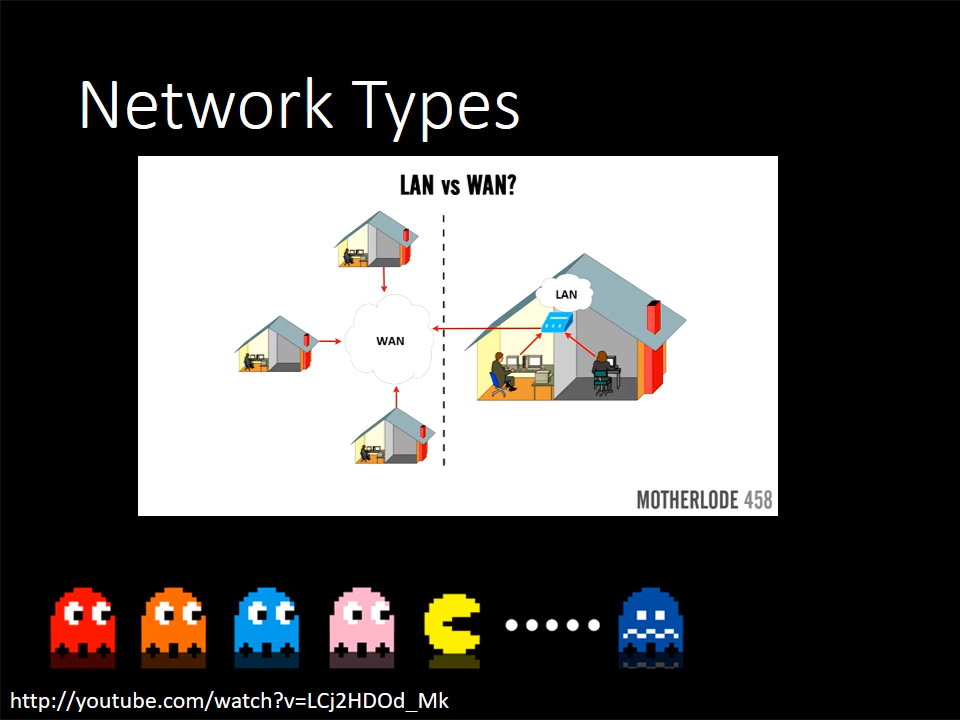 Network Types
LAN vs WAN?
LAN
WAN
MOTHERLODE 458
http://youtube.com/watch?v=LCj2HDOd_Mk